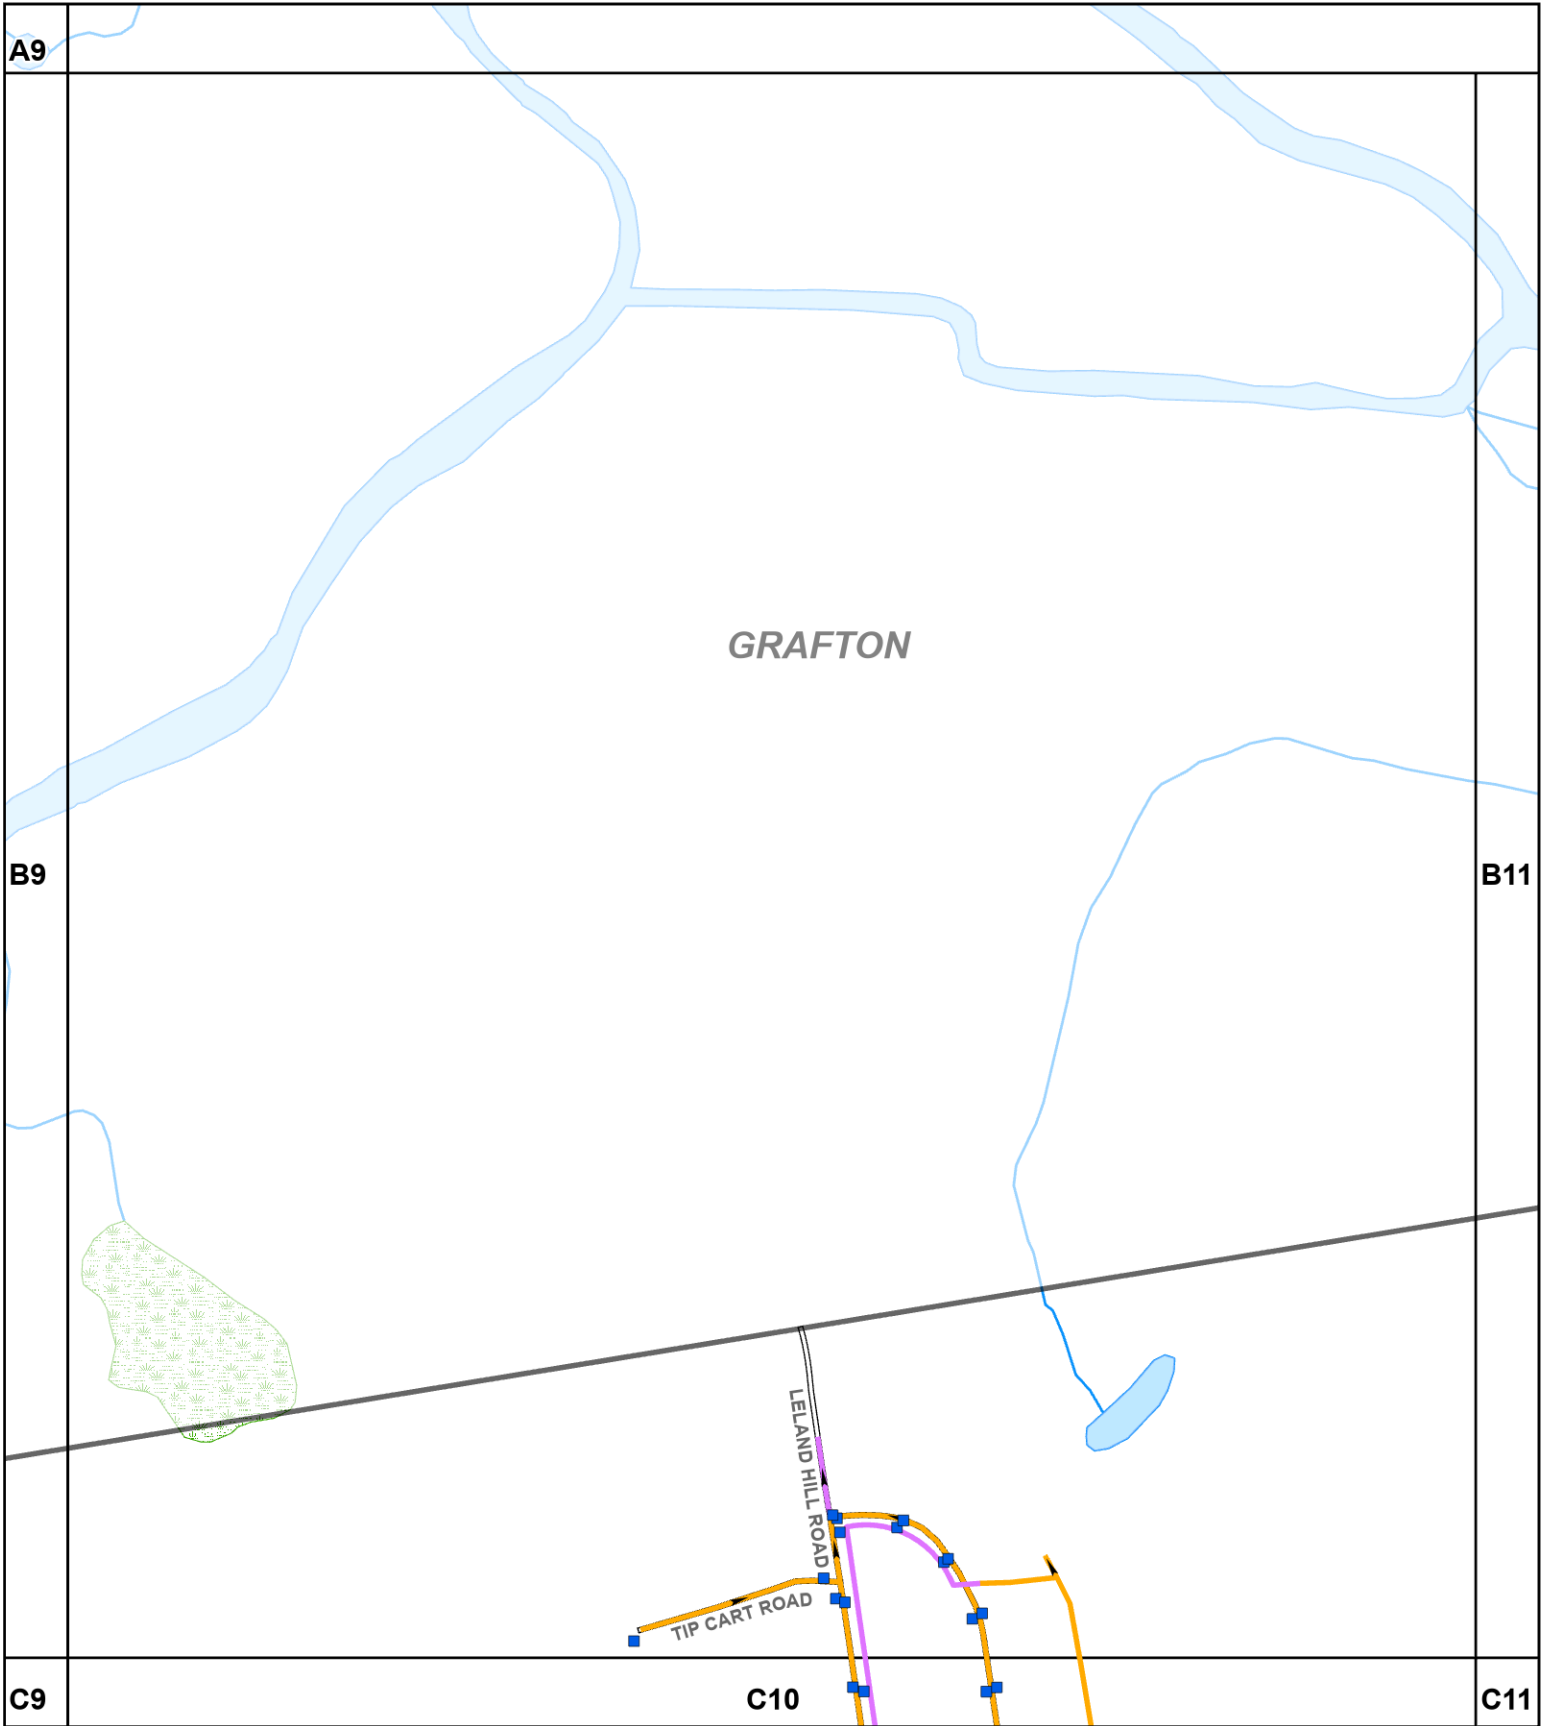 A9
GRAFTON
B9
B11
LELAND HILL ROAD
TIP CART ROAD
C9
C10
C11